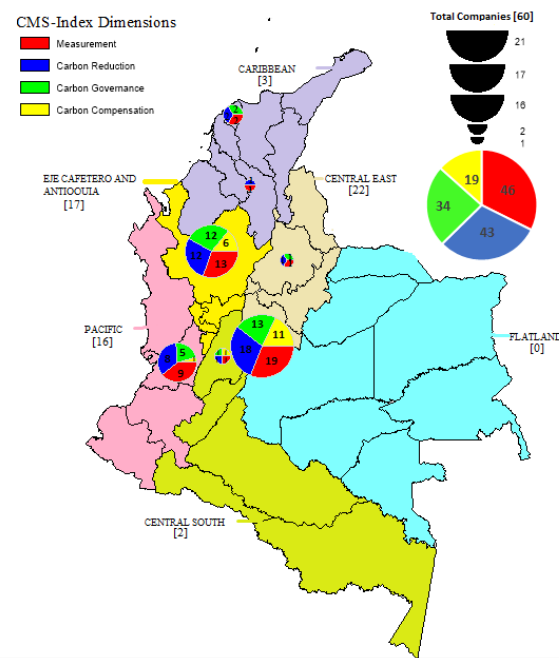 CMS-Index Dimensions
Measurement
Carbon Reduction
Carbon Governance
Carbon Compensation
Total Companies [60]
21
17
16
2
1
46
43
34
19
CARIBBEAN
[3]
EJE CAFETERO AND
ANTIOQUIA
[17]
CENTRAL EAST
[22]
12
6
12
13
PACIFIC
[16]
FLATLAND
[0]
13
11
19
5
9
CENTRAL SOUTH
[2]